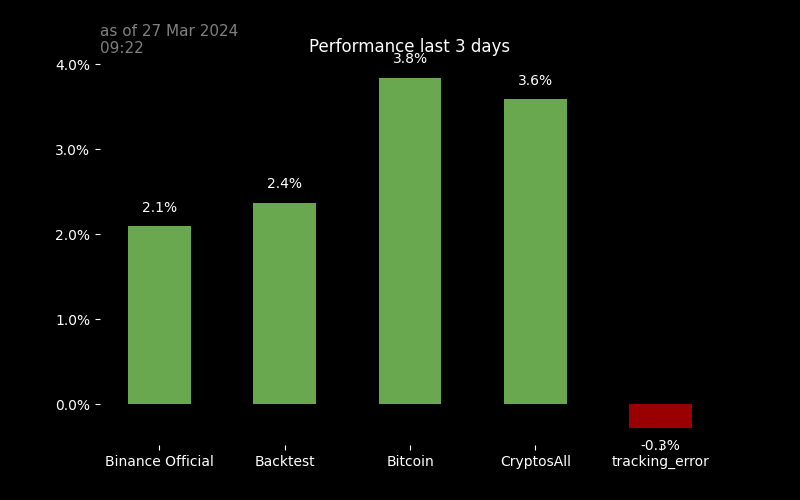 as of 27 Mar 2024
09:22
Performance last 3 days
4.0%
3.0%
2.0%
1.0%
0.0%
2.1%
2.4%
3.8%
3.6%
-0.3%
Binance Official
Backtest
Bitcoin
CryptosAll
tracking_error